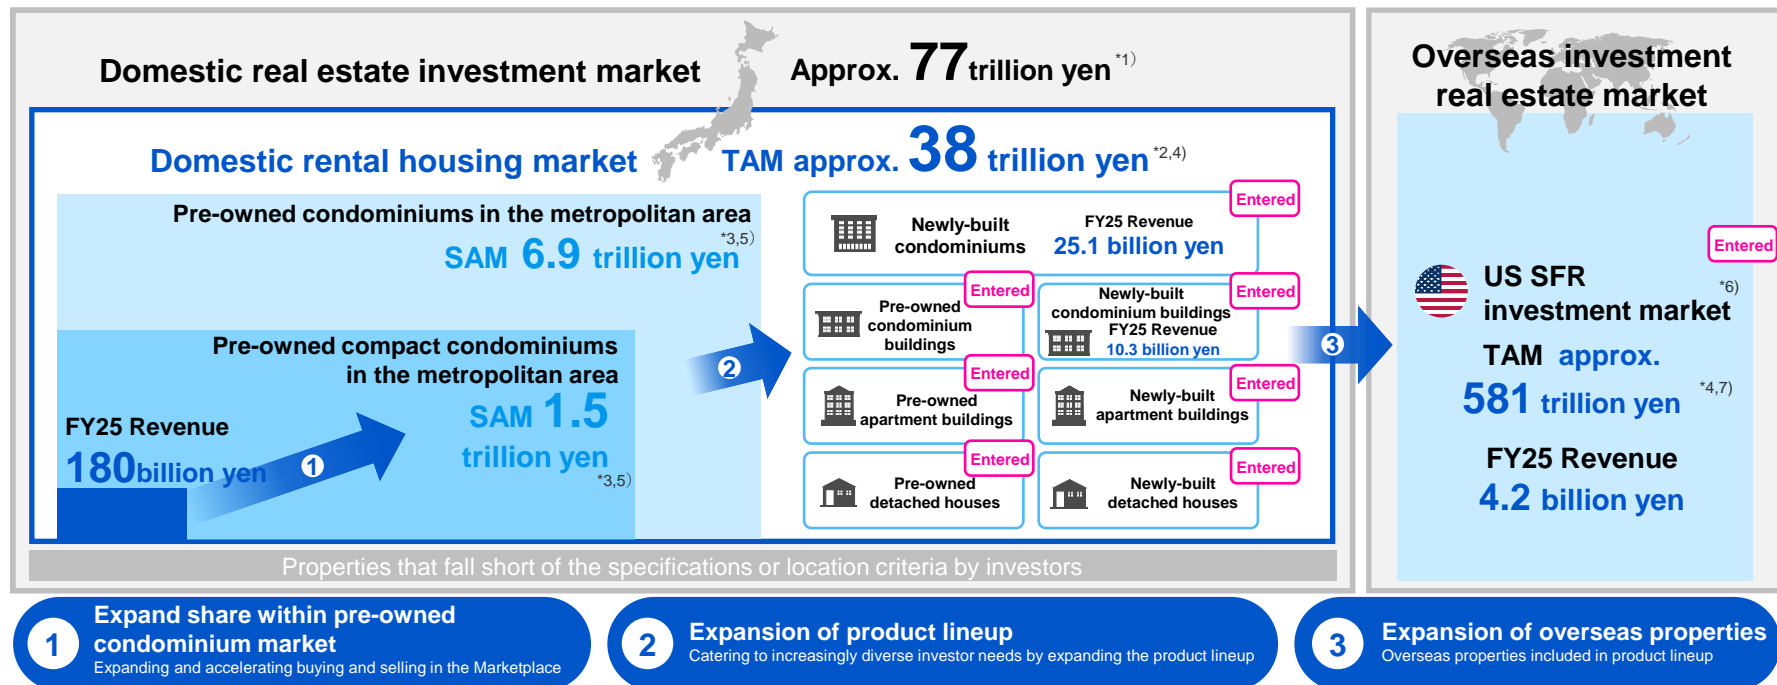 Domestic real estate investment market
Approx. 77 trillion yen *1)
Domestic rental housing market
TAM approx. 38 trillion yen *2,4)
Pre-owned condominiums in the metropolitan area
SAM 6.9 trillion yen *3,5)
Pre-owned compact condominiums
in the metropolitan area
SAM 1.5
trillion yen
*3,5)
FY25 Revenue
180billion yen
1
2
Newly-built
condominiums
FY25 Revenue
25.1 billion yen
Entered
Pre-owned
condominium
buildings
Entered
Newly-built
condominium buildings
FY25 Revenue
10.3 billion yen
Entered
Pre-owned
apartment buildings
Entered
Newly-built
apartment buildings
Entered
Pre-owned
detached houses
Entered
Newly-built
detached houses
Entered
Properties that fall short of the specifications or location criteria by investors
3
Overseas investment
real estate market
Entered
US SFR
investment market *6)
TAM approx.
581 trillion yen *4,7)
FY25 Revenue
4.2 billion yen
1
Expand share within pre-owned
condominium market
Expanding and accelerating buying and selling in the Marketplace
2
Expansion of product lineup
Catering to increasingly diverse investor needs by expanding the product lineup
3
Expansion of overseas properties
Overseas properties included in product lineup